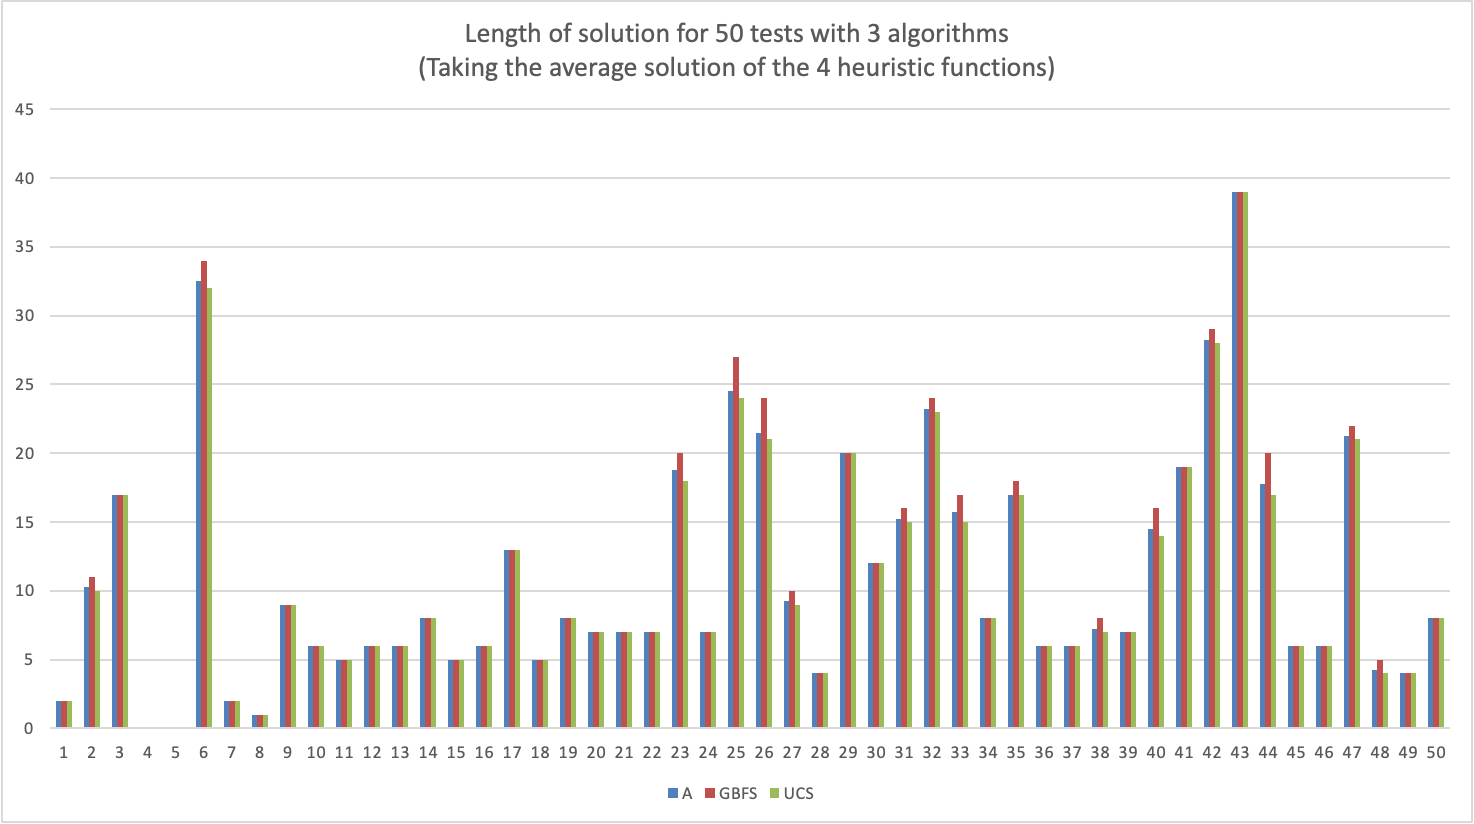 Length of solution for 50 tests with 3 algorithms
(Taking the average solution of the 4 heuristic functions)
45
40
35
30
25
20
15
10
5
0
1 2 3 4 5 6 7 8 9 10 11 12 13 14 15 16 17 18 19 20 21 22 23 24 25 26 27 28 29 30 31 32 33 34 35 36 37 38 39 40 41 42 43 44 45 46 47 48 49 50
A GBFS UCS